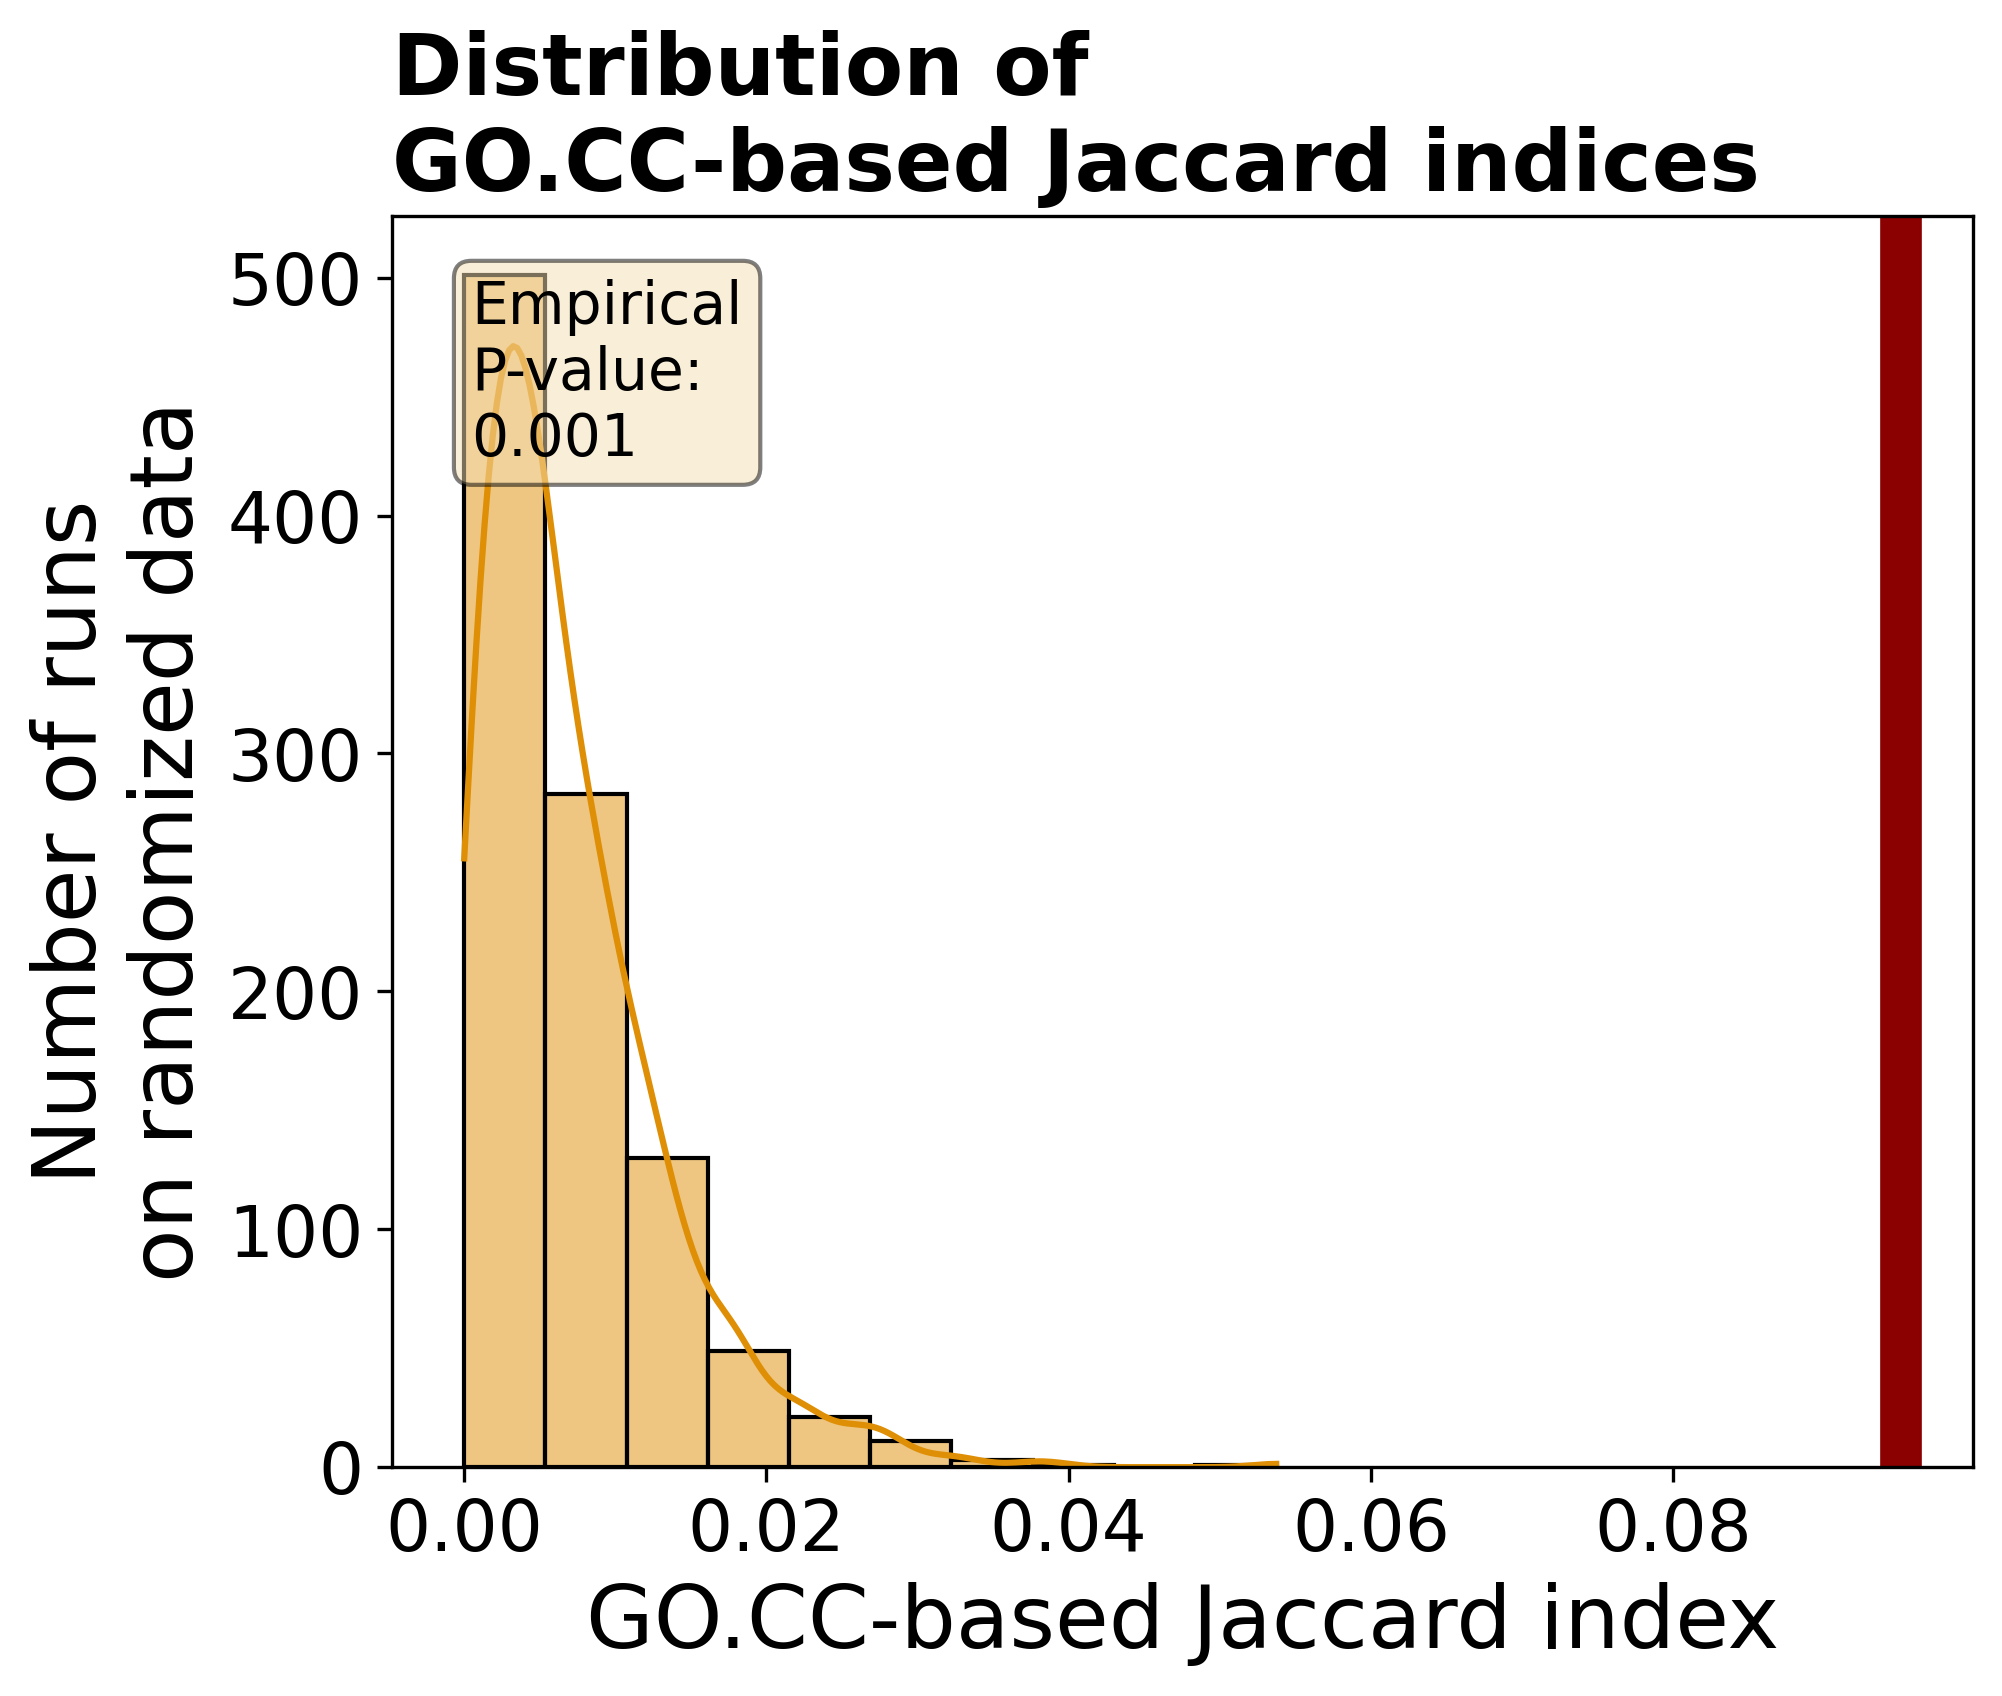 Distribution of
GO.CC-based Jaccard indices
Number of runs
on randomized data
500
400
300
200
100
0
Empirical
P-value:
0.001
0.00 0.02 0.04 0.06 0.08
GO.CC-based Jaccard index